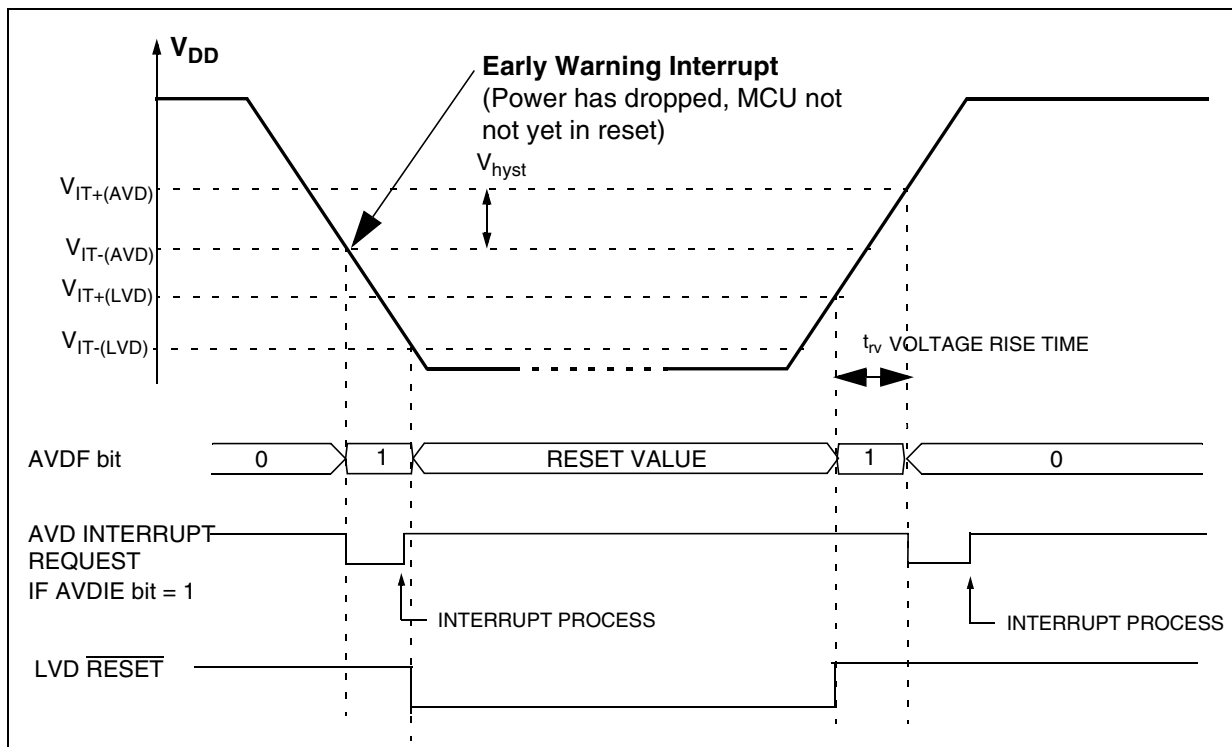 VDD
Early Warning Interrupt
(Power has dropped, MCU not
not yet in reset)
Vhyst
VIT+(AVD)
VIT-(AVD)
VIT+(LVD)
VIT-(LVD)
trv VOLTAGE RISE TIME
AVDF bit
0
1
RESET VALUE
1
0
AVD INTERRUPT
REQUEST
IF AVDIE bit = 1
INTERRUPT PROCESS
INTERRUPT PROCESS
LVD RESET